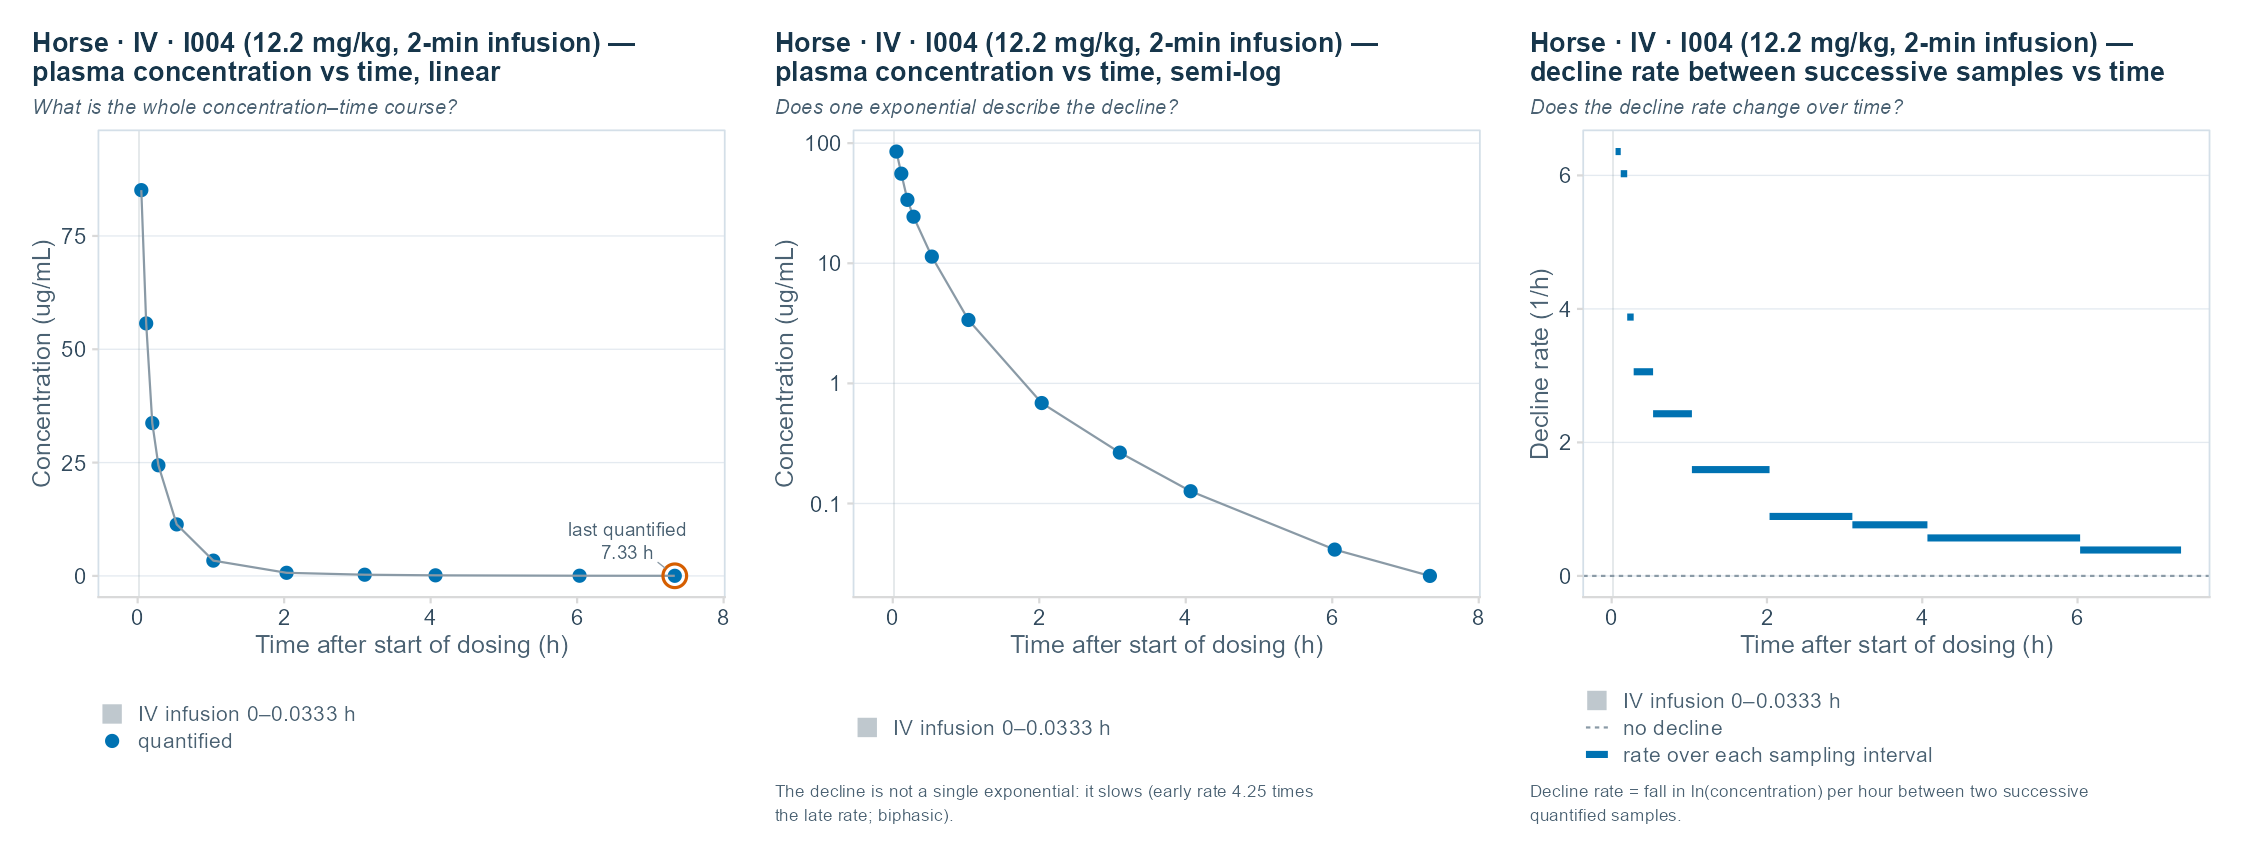 Horse · IV · I004 (12.2 mg/kg, 2-min infusion) —
plasma concentration vs time, linear
What is the whole concentration–time course?
Concentration (ug/mL)
75
50
25
0
last quantified
7.33 h
0 2 4 6 8
Time after start of dosing (h)
IV infusion 0–0.0333 h
quantified
Horse · IV · I004 (12.2 mg/kg, 2-min infusion) —
plasma concentration vs time, semi-log
Does one exponential describe the decline?
Concentration (ug/mL)
100
10
1
0.1
0 2 4 6 8
Time after start of dosing (h)
IV infusion 0–0.0333 h
The decline is not a single exponential: it slows (early rate 4.25 times
the late rate; biphasic).
Horse · IV · I004 (12.2 mg/kg, 2-min infusion) —
decline rate between successive samples vs time
Does the decline rate change over time?
Decline rate (1/h)
6
4
2
0
0 2 4 6
Time after start of dosing (h)
IV infusion 0–0.0333 h
no decline
rate over each sampling interval
Decline rate = fall in ln(concentration) per hour between two successive
quantified samples.